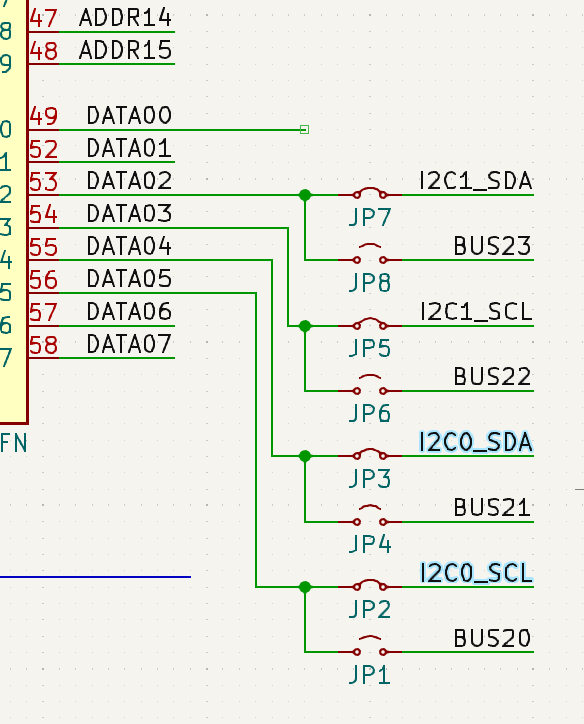 8 47 ADDR14
9 48 ADDR15
0 49 DATA00
1 52 DATA01
2 53 DATA02 I2C1_SDA
JP7
3 54 DATA03
4 55 DATA04 BUS23
JP8
5 56 DATA05
6 57 DATA06 I2C1_SCL
JP5
7 58 DATA07
BUS22
JP6
FN I2C0_SDA
JP3
BUS21
JP4
I2C0_SCL
JP2
BUS20
JP1